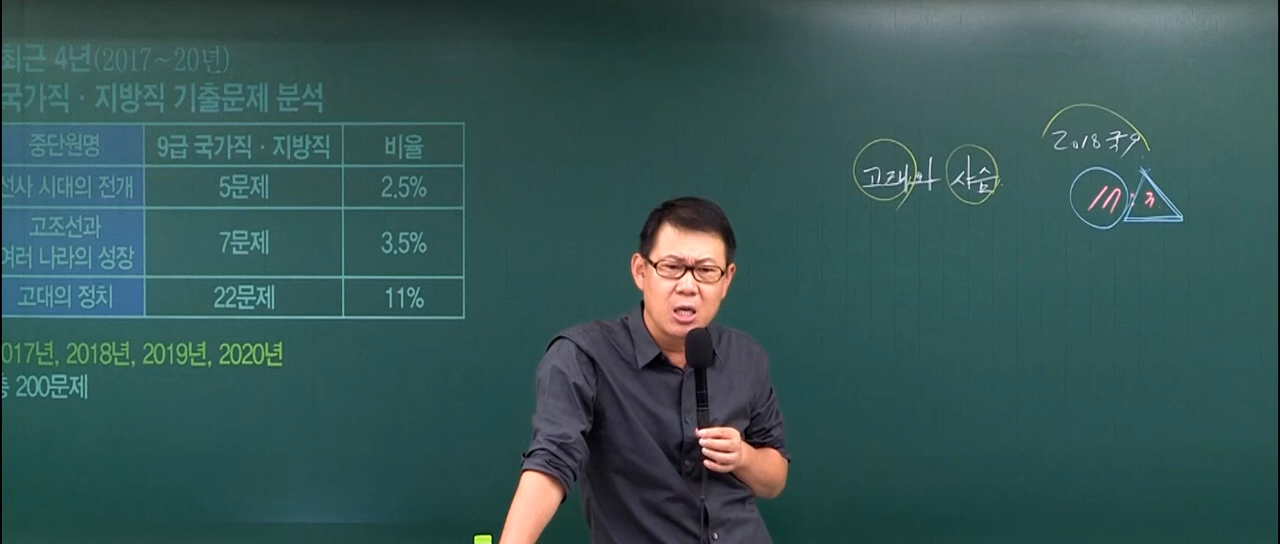 최근 4년(2017~20년)
국가직·지방직 기출문제 분석
중단원명 9급 국가직·지방직 비율
선사 시대의 전개 5문제 2.5%
고조선과
여러 나라의 성장 7문제 3.5%
고대의 정치 22문제 11%
017년, 2018년, 2019년, 2020년
총 200문제
고대와 사슴
2018 국
17 : 3